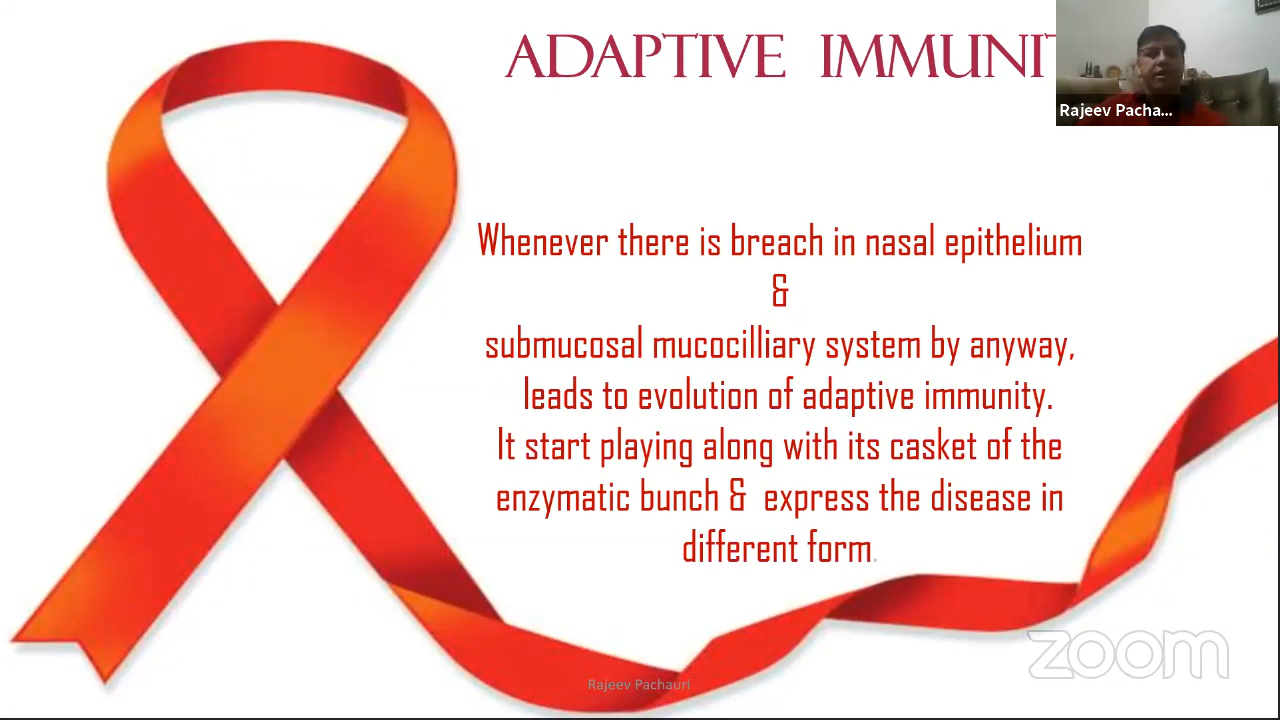 ADAPTIVE IMMUNIT
Rajeev Pacha...
Whenever there is breach in nasal epithelium
&
submucosal mucocilliary system by anyway,
leads to evolution of adaptive immunity.
It start playing along with its casket of the
enzymatic bunch & express the disease in
different form.
zoom
Rajeev Pachauri